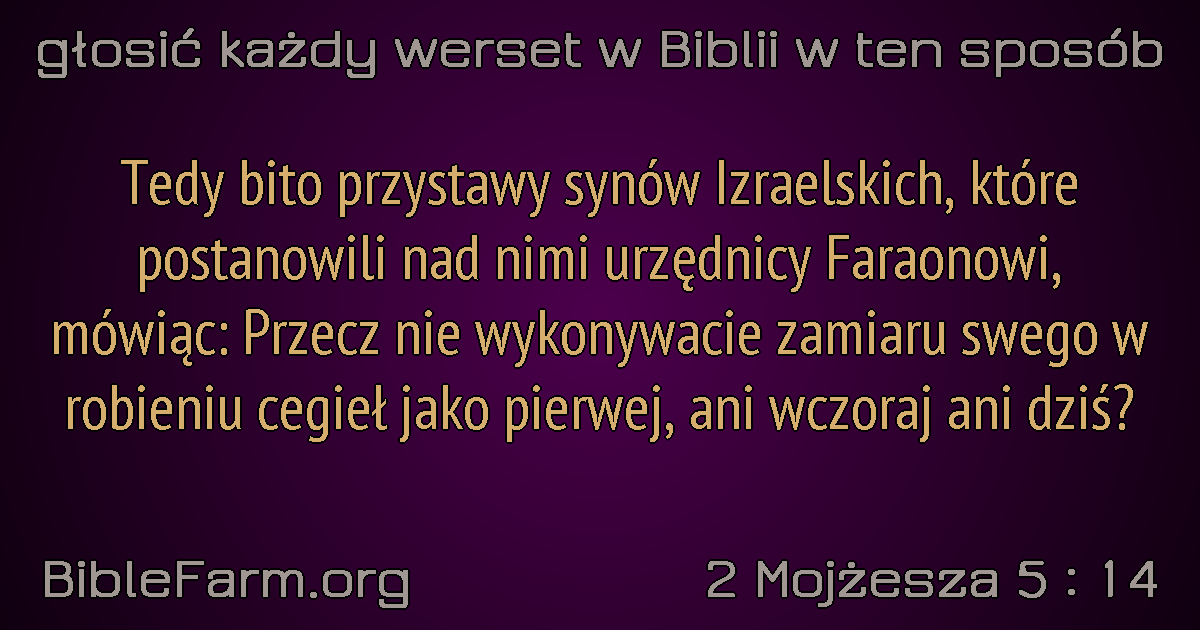 głosić każdy werset w Biblii w ten sposób
Tedy bito przystawy synów Izraelskich, które
postanowili nad nimi urzędnicy Faraonowi,
mówiąc: Przecz nie wykonywacie zamiaru swego w
robieniu cegieł jako pierwej, ani wczoraj ani dziś?
BibleFarm.org
2 Mojżesza 5 : 14